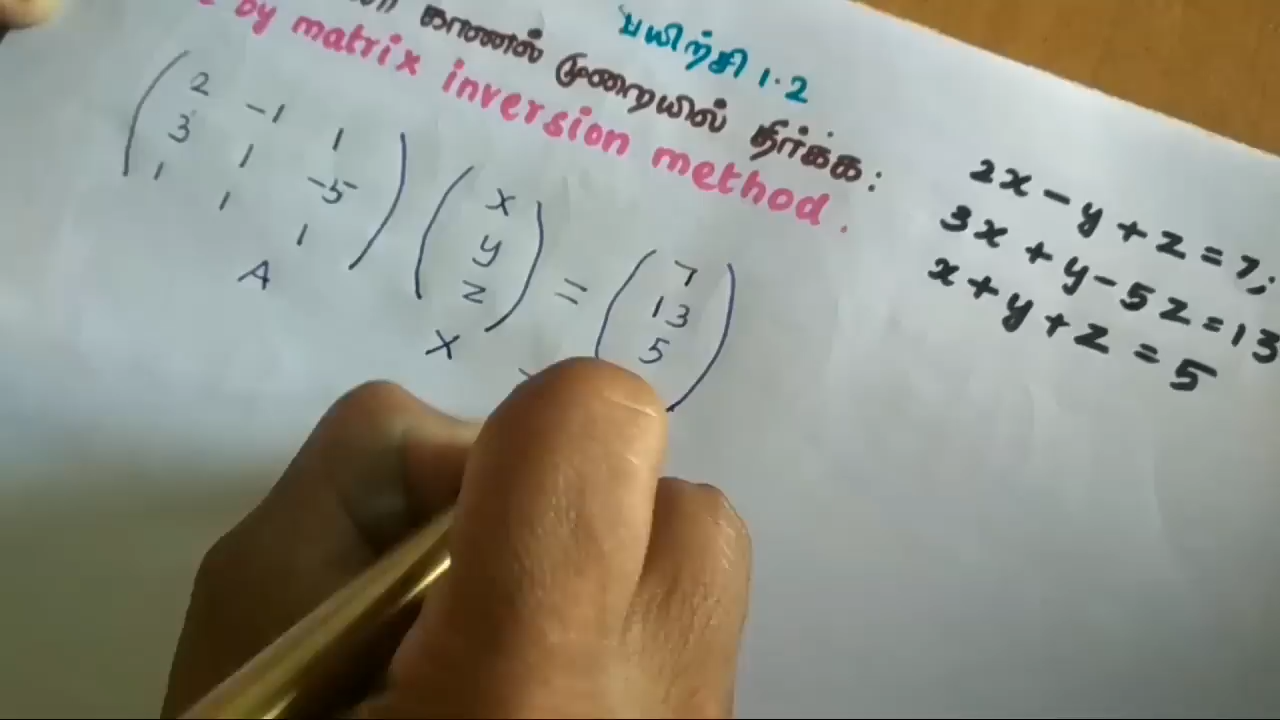 பயிற்சி 1.2
காணல் முறையில் தீர்க்க:
by matrix inversion method.
2x - y + z = 7;
3x + y - 5z = 13
x + y + z = 5
2 -1 1
3 1 -5
1 1 1
A
x
y
z
X
=
7
13
5